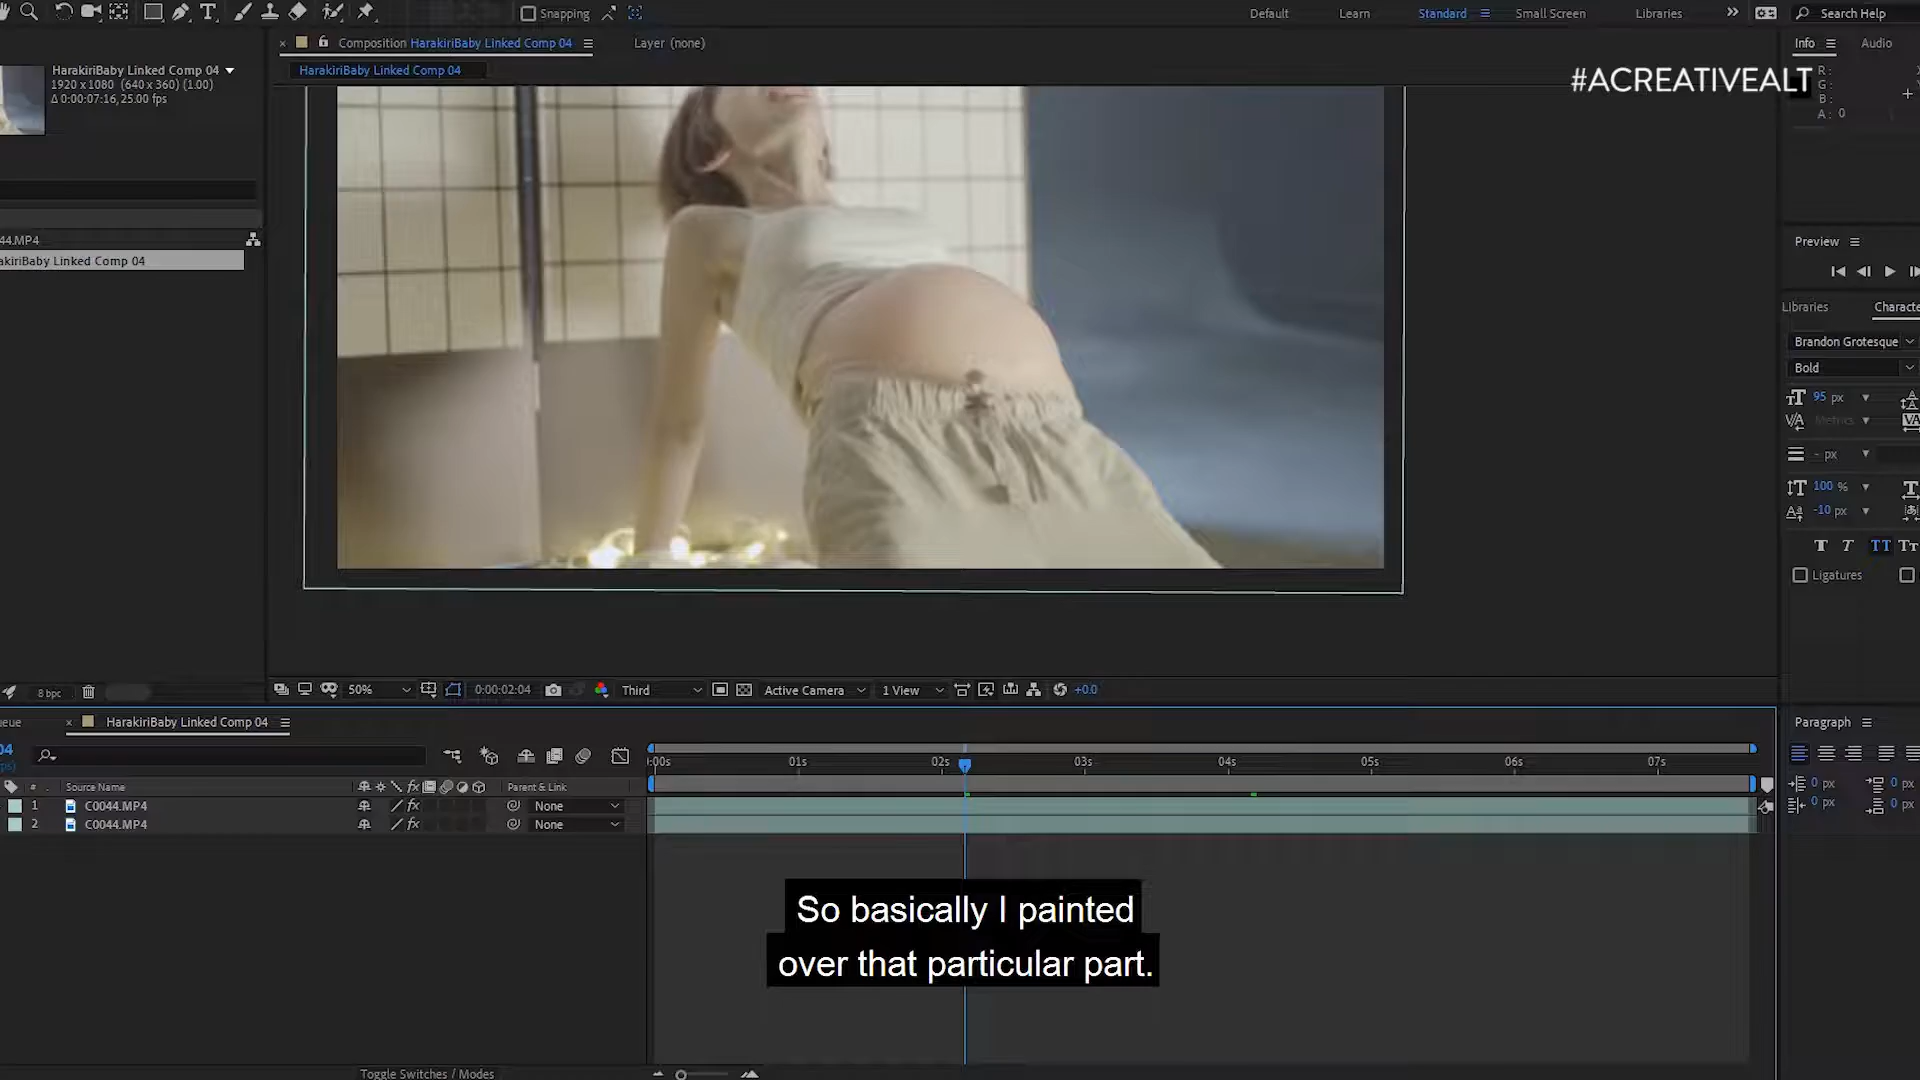 Snapping
Default
Learn
Standard
Small Screen
Libraries
Search Help
Composition HarakiriBaby Linked Comp 04
Layer (none)
Info
Audio
HarakiriBaby Linked Comp 04
HarakiriBaby Linked Comp 04
1920 x 1080 (640 x 360) (1.00)
Δ 0:00:07:16, 25.00 fps
#ACREATIVEALT
R:
G:
B:
A: 0
44.MP4
akiriBaby Linked Comp 04
Preview
Libraries
Characte
Brandon Grotesque
Bold
95 px
Metrics
- px
100 %
-10 px
Ligatures
8 bpc
50%
0:00:02:04
Third
Active Camera
1 View
+0.0
eue
HarakiriBaby Linked Comp 04
Paragraph
04
:00s
01s
02s
03s
04s
05s
06s
07s
# Source Name
Parent & Link
0 px
0 px
0 px
0 px
1 C0044.MP4
None
2 C0044.MP4
None
So basically I painted
over that particular part.
Toggle Switches / Modes